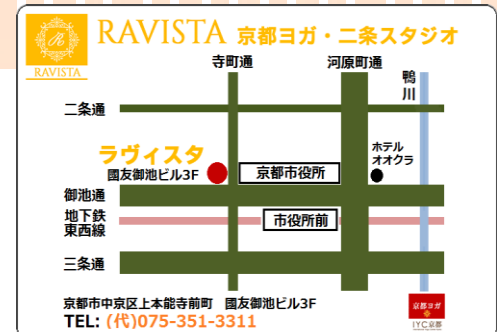 RAVISTA 京都ヨガ・二条スタジオ
RAVISTA
寺町通
河原町通
鴨川
二条通
ラヴィスタ
國友御池ビル3F
京都市役所
ホテル
オオクラ
御池通
地下鉄
東西線
市役所前
三条通
京都市中京区上本能寺前町 國友御池ビル3F
TEL: (代)075-351-3311
京都ヨガ
IYC京都